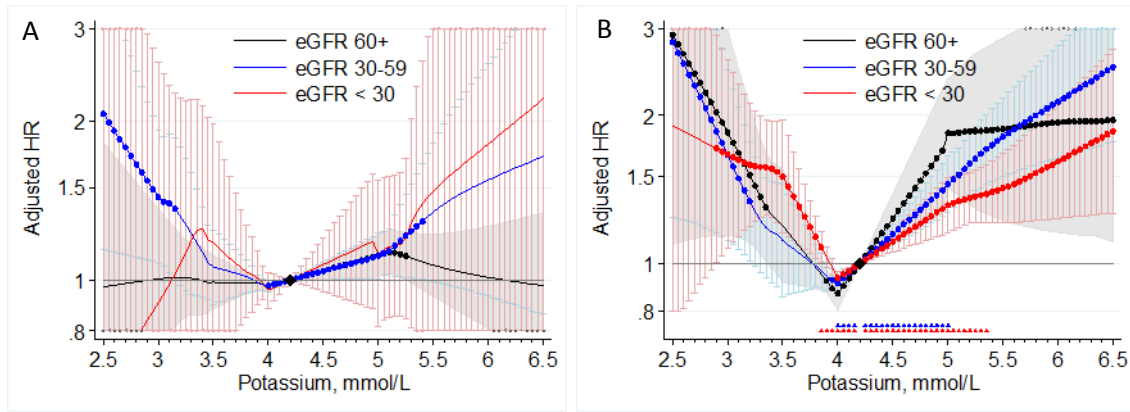 A
Adjusted HR
3
2
1.5
1
.8
eGFR 60+
eGFR 30-59
eGFR < 30
2.5 3 3.5 4 4.5 5 5.5 6 6.5
Potassium, mmol/L
B
Adjusted HR
3
2
1.5
1
.8
eGFR 60+
eGFR 30-59
eGFR < 30
2.5 3 3.5 4 4.5 5 5.5 6 6.5
Potassium, mmol/L